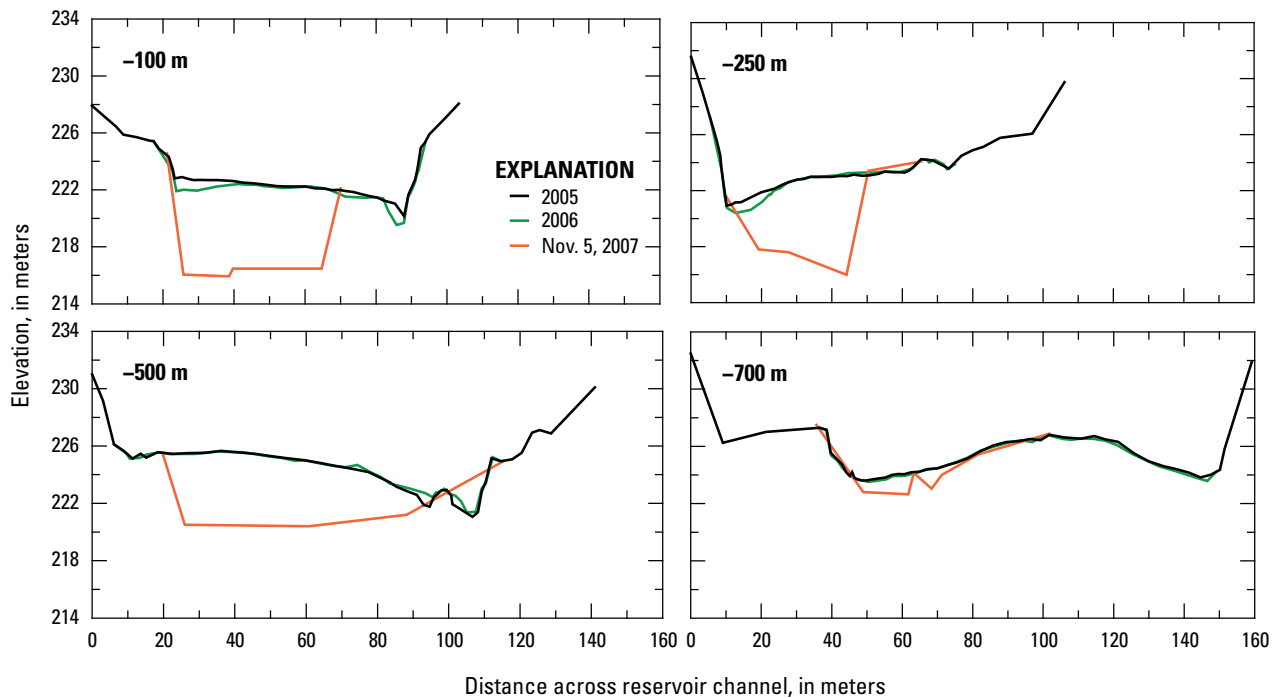 234
230
226
222
218
214
–100 m
EXPLANATION
2005
2006
Nov. 5, 2007
–250 m
234
230
226
222
218
214
–500 m
–700 m
0 20 40 60 80 100 120 140 160
0 20 40 60 80 100 120 140 160
Elevation, in meters
Distance across reservoir channel, in meters